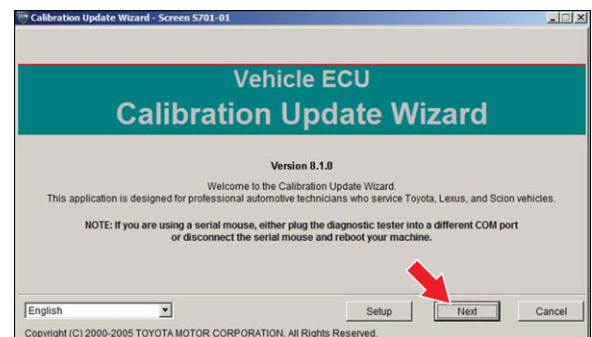 Calibration Update Wizard - Screen S701-01
Vehicle ECU
Calibration Update Wizard
Version 8.1.0
Welcome to the Calibration Update Wizard.
This application is designed for professional automotive technicians who service Toyota, Lexus, and Scion vehicles.
NOTE: If you are using a serial mouse, either plug the diagnostic tester into a different COM port
or disconnect the serial mouse and reboot your machine.
English
Setup
Next
Cancel
Copyright (C) 2000-2005 TOYOTA MOTOR CORPORATION. All Rights Reserved.